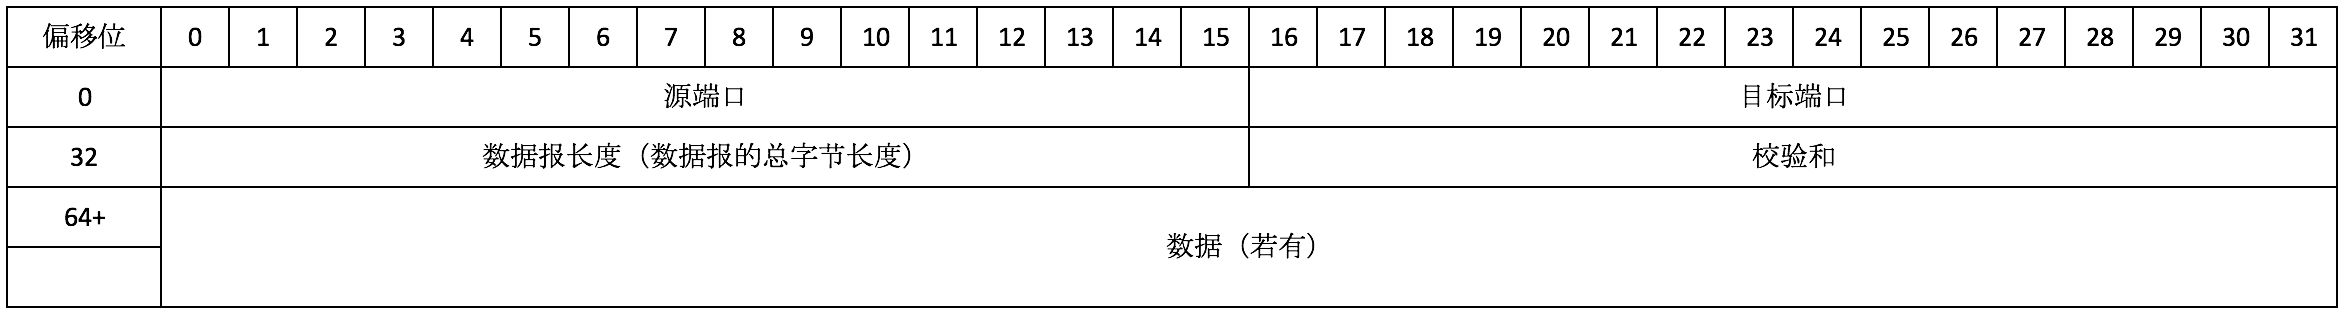 偏移位 0 1 2 3 4 5 6 7 8 9 10 11 12 13 14 15 16 17 18 19 20 21 22 23 24 25 26 27 28 29 30 31
0 源端口 目标端口
32 数据报长度（数据报的总字节长度） 校验和
64+
数据（若有）